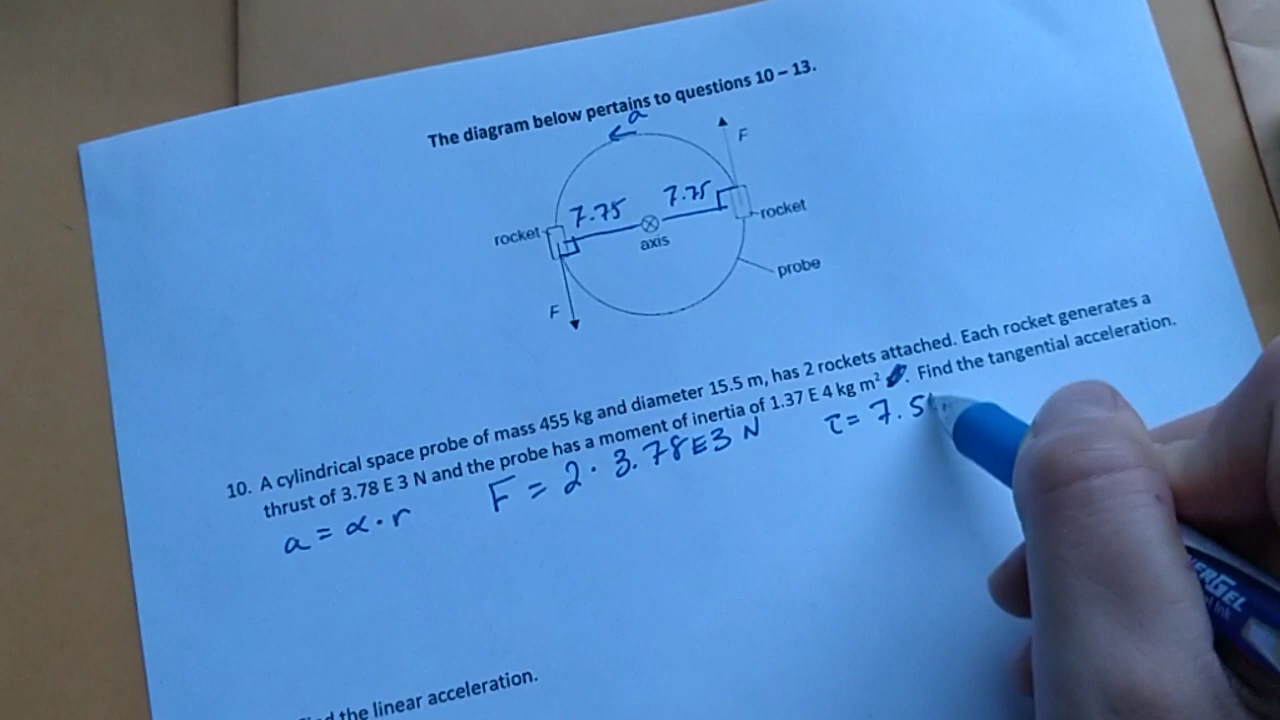 The diagram below pertains to questions 10 – 13.
a
F
7.75 7.75
rocket
rocket
axis
probe
F
10. A cylindrical space probe of mass 455 kg and diameter 15.5 m, has 2 rockets attached. Each rocket generates a
thrust of 3.78 E 3 N and the probe has a moment of inertia of 1.37 E 4 kg m². Find the tangential acceleration.
a = α · r F = 2 · 3.78E3 N τ = 7.5
the linear acceleration.